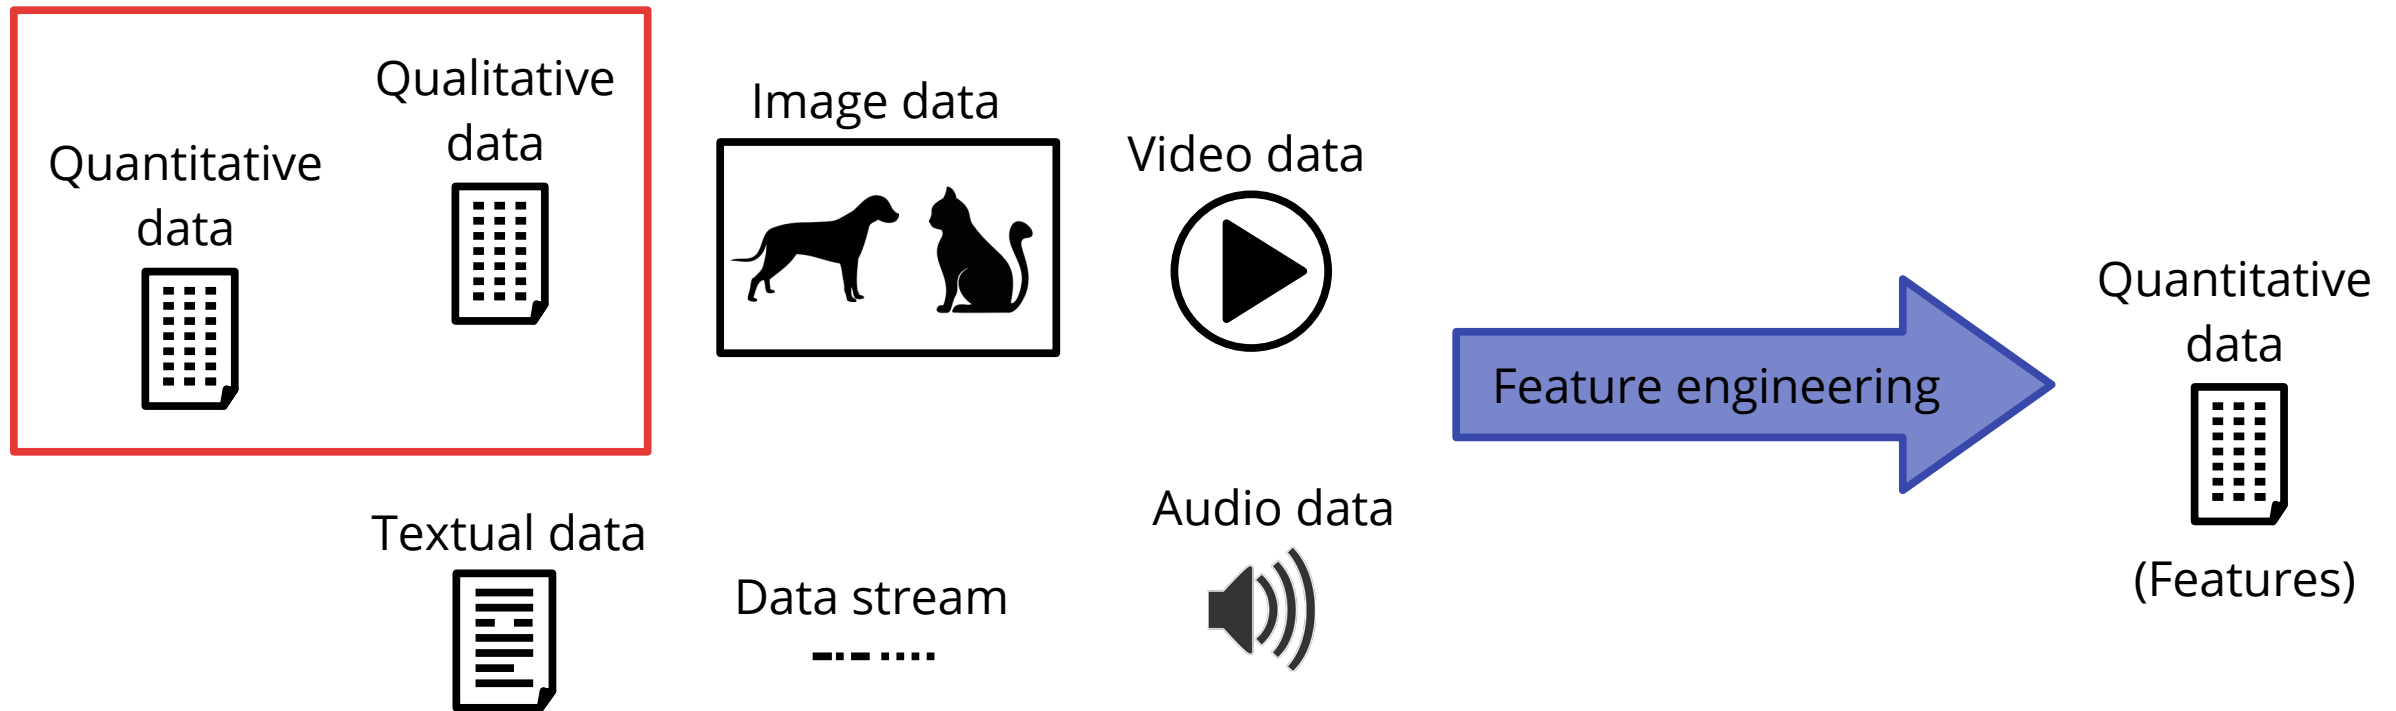 Quantitative
data
Qualitative
data
Image data
Video data
Textual data
Data stream
Audio data
Feature engineering
Quantitative
data
(Features)